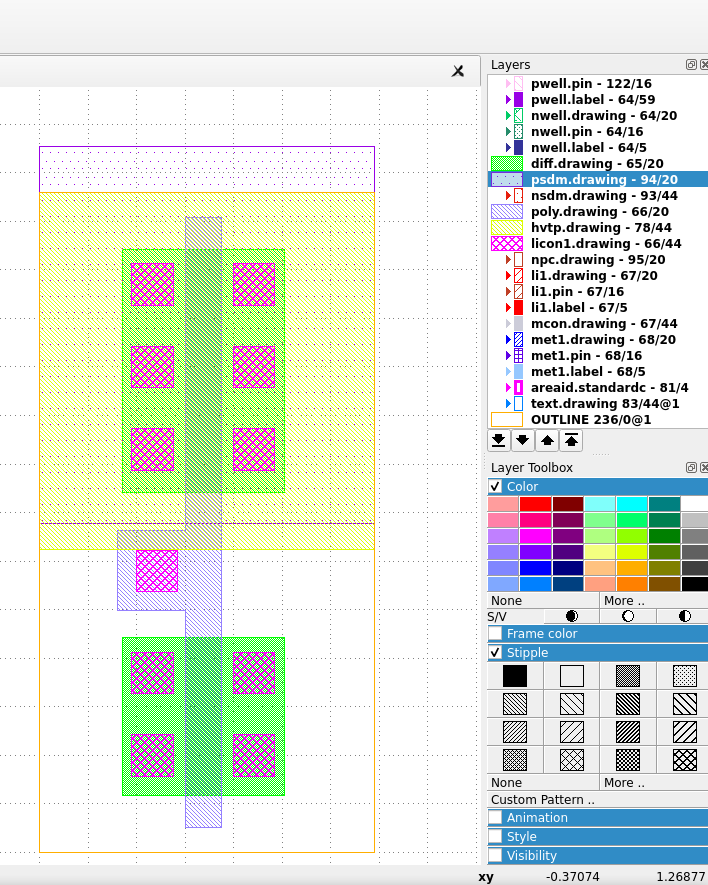 Layers
pwell.pin - 122/16
pwell.label - 64/59
nwell.drawing - 64/20
nwell.pin - 64/16
nwell.label - 64/5
diff.drawing - 65/20
psdm.drawing - 94/20
nsdm.drawing - 93/44
poly.drawing - 66/20
hvtp.drawing - 78/44
licon1.drawing - 66/44
npc.drawing - 95/20
li1.drawing - 67/20
li1.pin - 67/16
li1.label - 67/5
mcon.drawing - 67/44
met1.drawing - 68/20
met1.pin - 68/16
met1.label - 68/5
areaid.standardc - 81/4
text.drawing 83/44@1
OUTLINE 236/0@1
Layer Toolbox
Color
None More ..
S/V
Frame color
Stipple
None More ..
Custom Pattern ..
Animation
Style
Visibility
xy -0.37074 1.26877